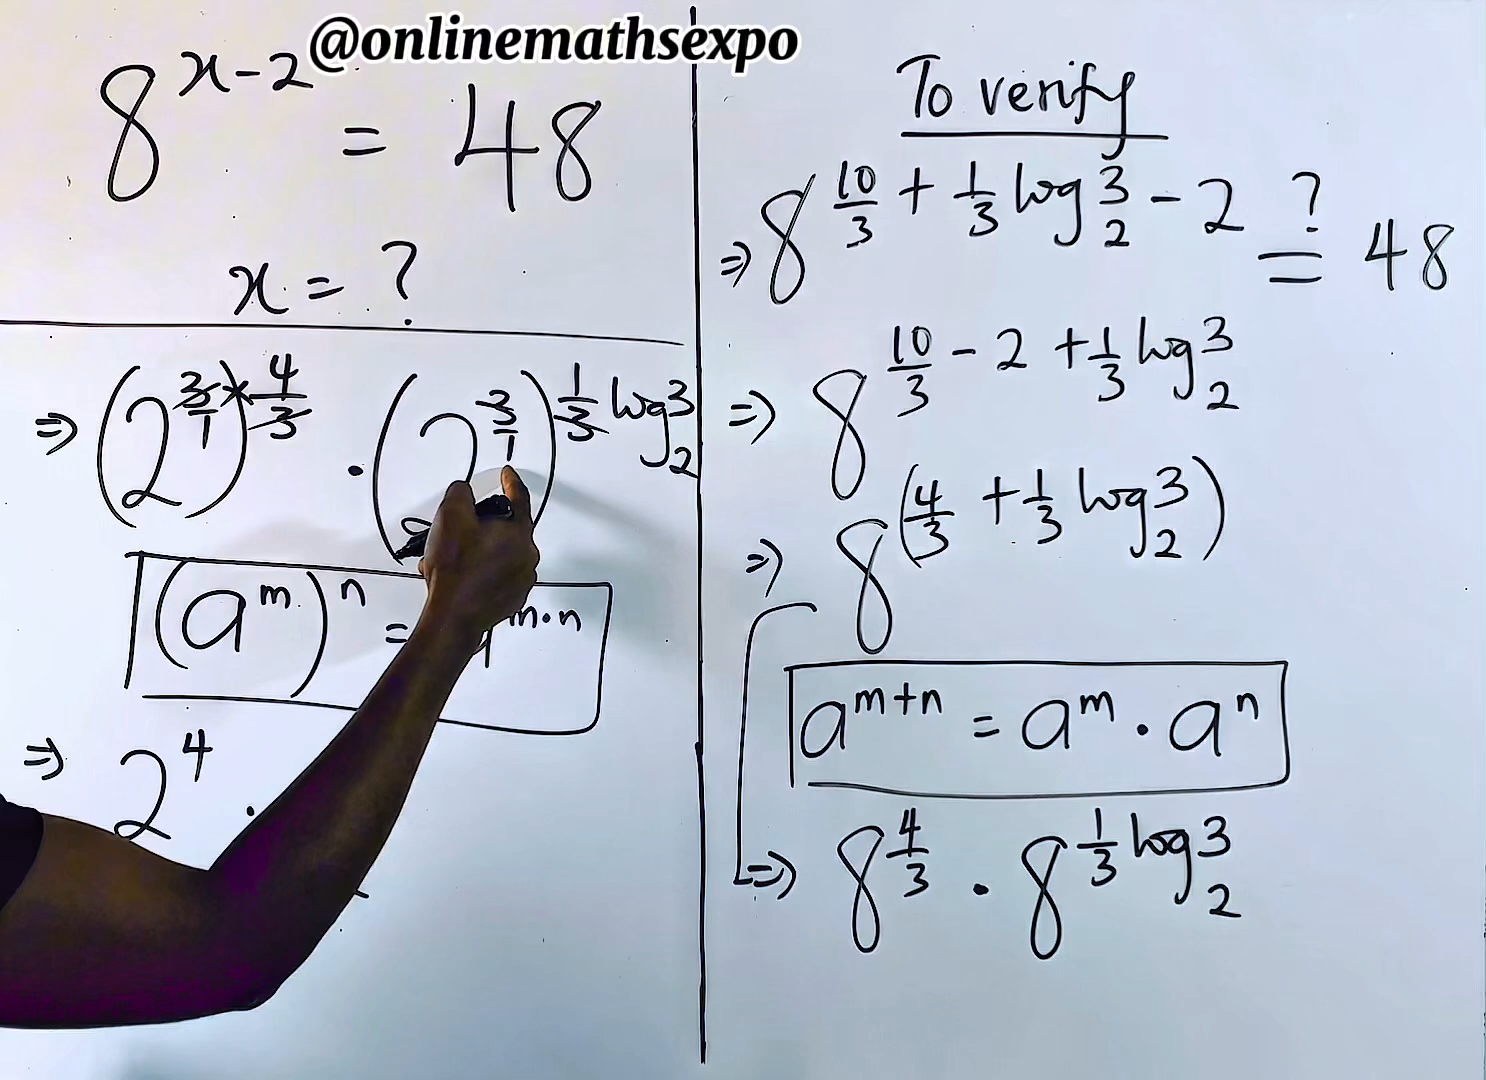 @onlinemathsexpo
8^{x-2} = 48
x = ?
⇒ (2^{3/1})^{* 4/3} · (2^{3/1})^{1/3 log 3 2}
(a^m)^n = a^{m·n}
⇒ 2^4 ·
To verify
⇒ 8^{10/3 + 1/3 log 3 2 - 2} ?= 48
⇒ 8^{10/3 - 2 + 1/3 log 3 2}
⇒ 8^{(4/3 + 1/3 log 3 2)}
a^{m+n} = a^m · a^n
⇒ 8^{4/3} · 8^{1/3 log 3 2}